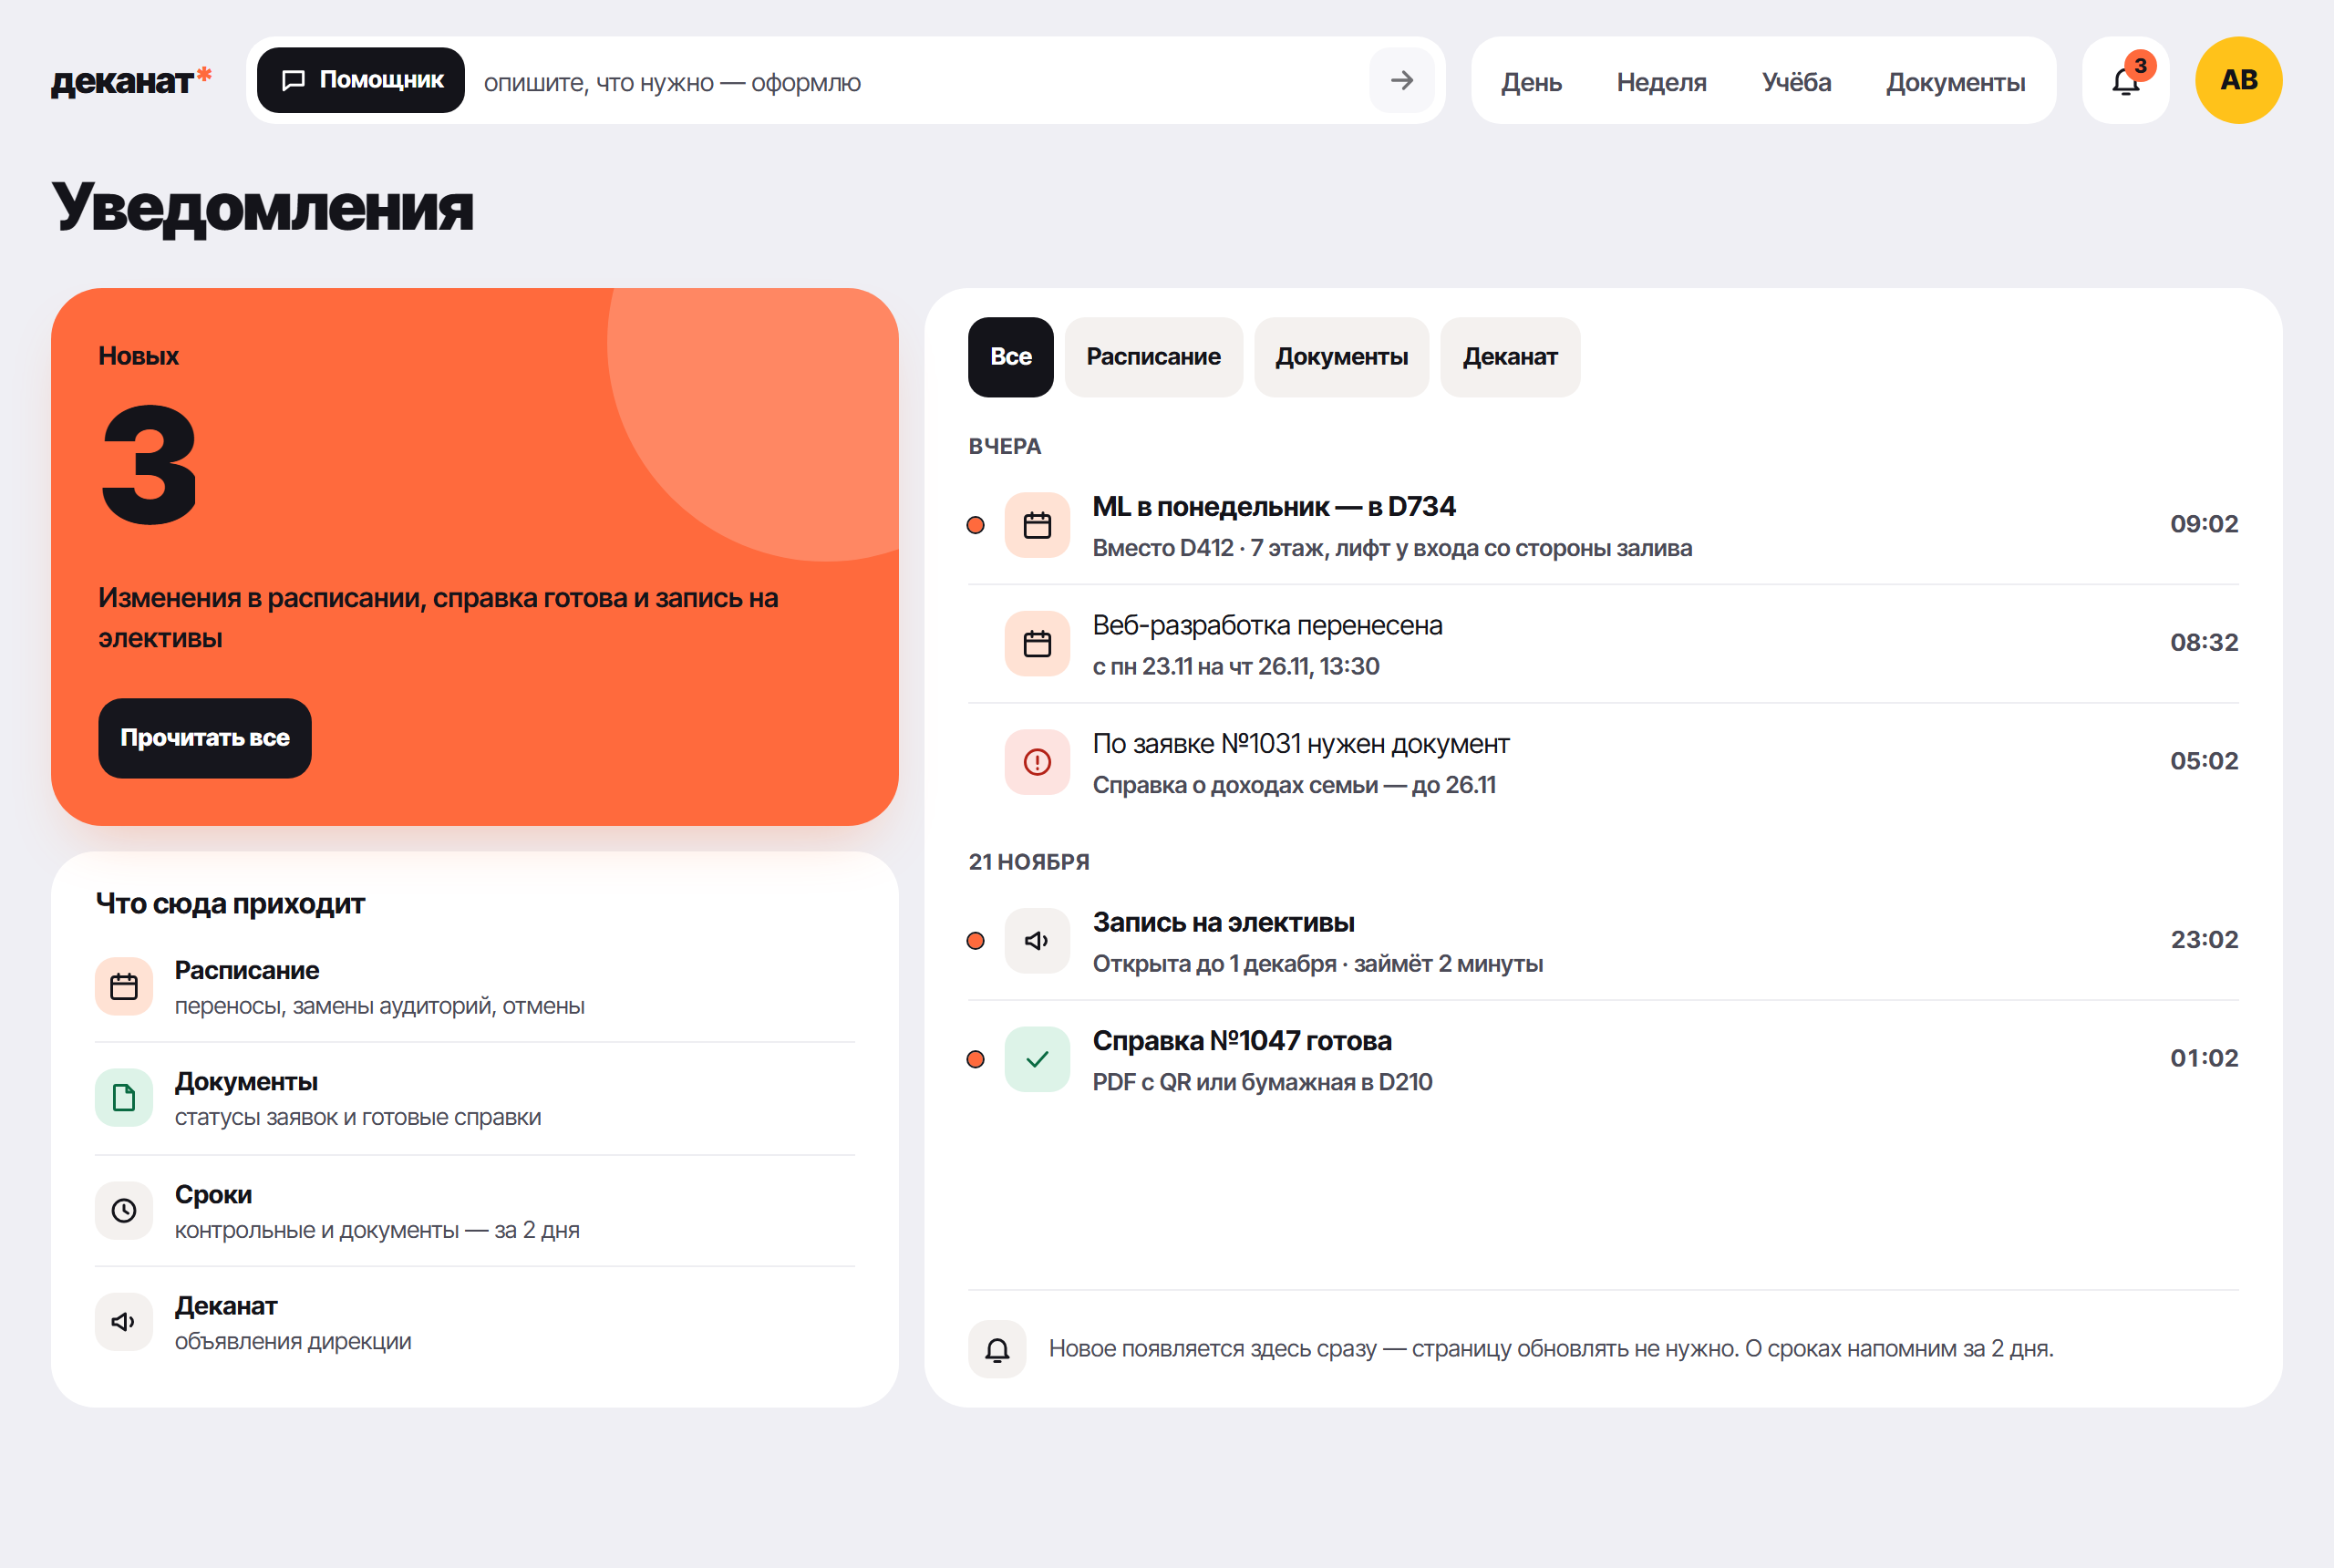 деканат*
Помощник
опишите, что нужно — оформлю
День
Неделя
Учёба
Документы
3
АВ
Уведомления
Новых
3
Изменения в расписании, справка готова и запись на
элективы
Прочитать все
Что сюда приходит
Расписание
переносы, замены аудиторий, отмены
Документы
статусы заявок и готовые справки
Сроки
контрольные и документы — за 2 дня
Деканат
объявления дирекции
Все
Расписание
Документы
Деканат
ВЧЕРА
ML в понедельник — в D734
Вместо D412 · 7 этаж, лифт у входа со стороны залива
09:02
Веб-разработка перенесена
с пн 23.11 на чт 26.11, 13:30
08:32
По заявке №1031 нужен документ
Справка о доходах семьи — до 26.11
05:02
21 НОЯБРЯ
Запись на элективы
Открыта до 1 декабря · займёт 2 минуты
23:02
Справка №1047 готова
PDF с QR или бумажная в D210
01:02
Новое появляется здесь сразу — страницу обновлять не нужно. О сроках напомним за 2 дня.